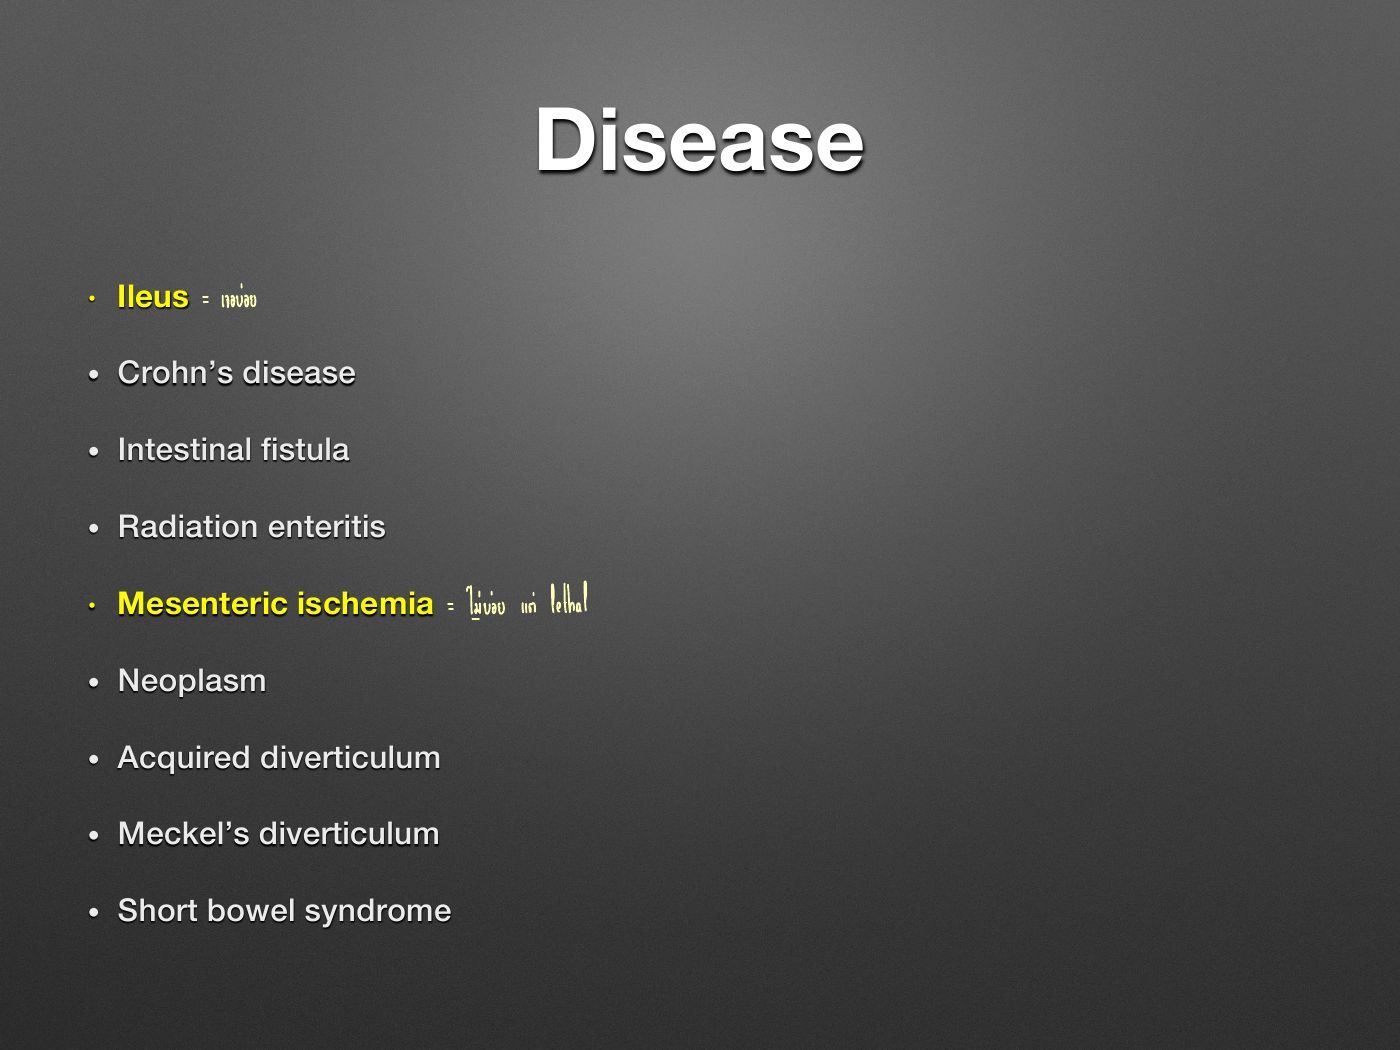 Disease
• Ileus = เจอบ่อย
• Crohn’s disease
• Intestinal fistula
• Radiation enteritis
• Mesenteric ischemia = ไม่บ่อย แต่ lethal
• Neoplasm
• Acquired diverticulum
• Meckel’s diverticulum
• Short bowel syndrome